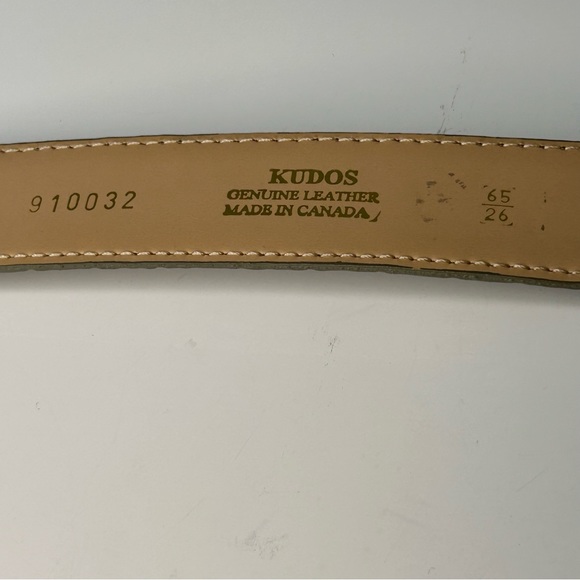 910032
KUDOS
GENUINE LEATHER
MADE IN CANADA
65
26